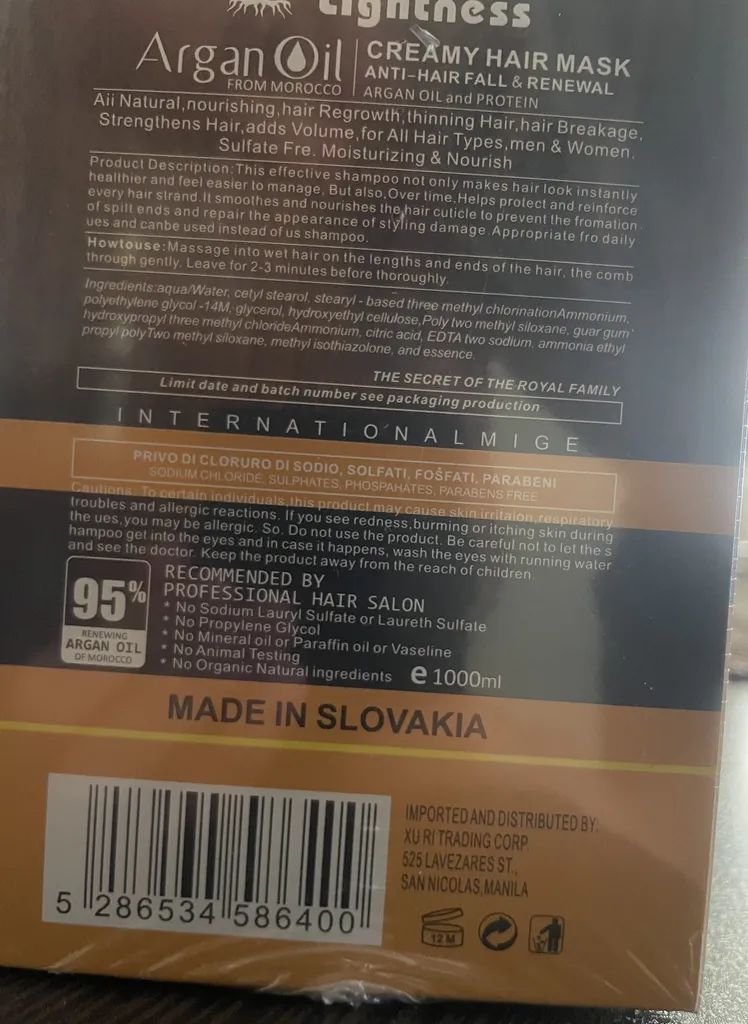 Lightness
Argan Oil
FROM MOROCCO
CREAMY HAIR MASK
ANTI-HAIR FALL & RENEWAL
ARGAN OIL and PROTEIN
Aii Natural,nourishing,hair Regrowth,thinning Hair,hair Breakage,
Strengthens Hair,adds Volume,for All Hair Types,men & Women.
Sulfate Fre. Moisturizing & Nourish
Product Description:This effective shampoo not only makes hair look instantly
healthier and feel easier to manage, But also,Over time.Helps protect and reinforce
every hair strand.It smoothes and nourishes the hair cuticle to prevent the fromation
of spilt ends and repair the appearance of styling damage. Appropriate fro daily
ues and canbe used instead of us shampoo.
Howtouse:Massage into wet hair on the lengths and ends of the hair, the comb
through gently. Leave for 2-3 minutes before thoroughly.
Ingredients:aqua/Water, cetyl stearol, stearyl - based three methyl chlorinationAmmonium,
polyethylene glycol -14M, glycerol, hydroxyethyl cellulose,Poly two methyl siloxane, guar gum
hydroxypropyl three methyl chlorideAmmonium, citric acid, EDTA two sodium. ammonia ethyl
propyl polyTwo methyl siloxane, methyl isothiazolone, and essence.
THE SECRET OF THE ROYAL FAMILY
Limit date and batch number see packaging production
INTERNATIONALMIGE
PRIVO DI CLORURO DI SODIO, SOLFATI, FOŠFATI, PARABENI
SODIUM CHLORIDE, SULPHATES, PHOSPAHATES, PARABENS FREE
Cautions: To certain individuals, this product may cause skin irritaion,respiratory
troubles and allergic reactions. If you see redness,burming or itching skin during
the ues,you may be allergic. So. Do not use the product. Be careful not to let the s
hampoo get into the eyes and in case it happens, wash the eyes with running water
and see the doctor. Keep the product away from the reach of children.
95%
RENEWING
ARGAN OIL
OF MOROCCO
RECOMMENDED BY
PROFESSIONAL HAIR SALON
* No Sodium Lauryl Sulfate or Laureth Sulfate
* No Propylene Glycol
* No Mineral oil or Paraffin oil or Vaseline
* No Animal Testing
* No Organic Natural ingredients
e 1000ml
MADE IN SLOVAKIA
5 286534 586400
IMPORTED AND DISTRIBUTED BY:
XU RI TRADING CORP.
525 LAVEZARES ST.,
SAN NICOLAS,MANILA
12 M